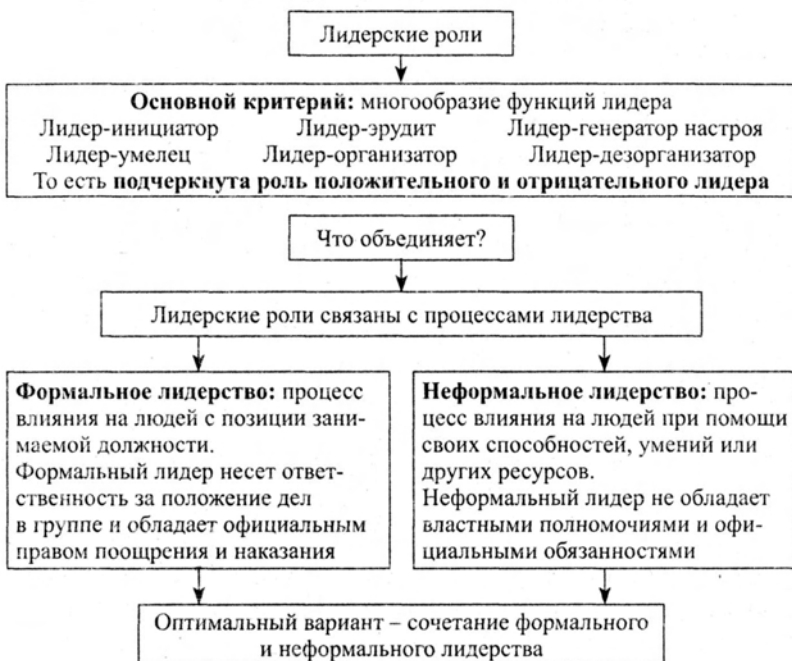 Лидерские роли
Основной критерий: многообразие функций лидера
Лидер-инициатор Лидер-эрудит Лидер-генератор настроя
Лидер-умелец Лидер-организатор Лидер-дезорганизатор
То есть подчеркнута роль положительного и отрицательного лидера
Что объединяет?
Лидерские роли связаны с процессами лидерства
Формальное лидерство: процесс
влияния на людей с позиции зани-
маемой должности.
Формальный лидер несет ответ-
ственность за положение дел
в группе и обладает официальным
правом поощрения и наказания
Неформальное лидерство: про-
цесс влияния на людей при помощи
своих способностей, умений или
других ресурсов.
Неформальный лидер не обладает
властными полномочиями и офи-
циальными обязанностями
Оптимальный вариант – сочетание формального
и неформального лидерства